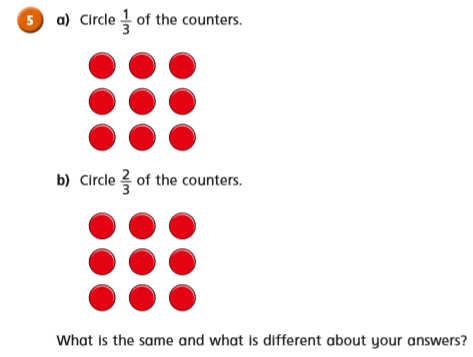 5 a) Circle 1/3 of the counters.
b) Circle 2/3 of the counters.
What is the same and what is different about your answers?